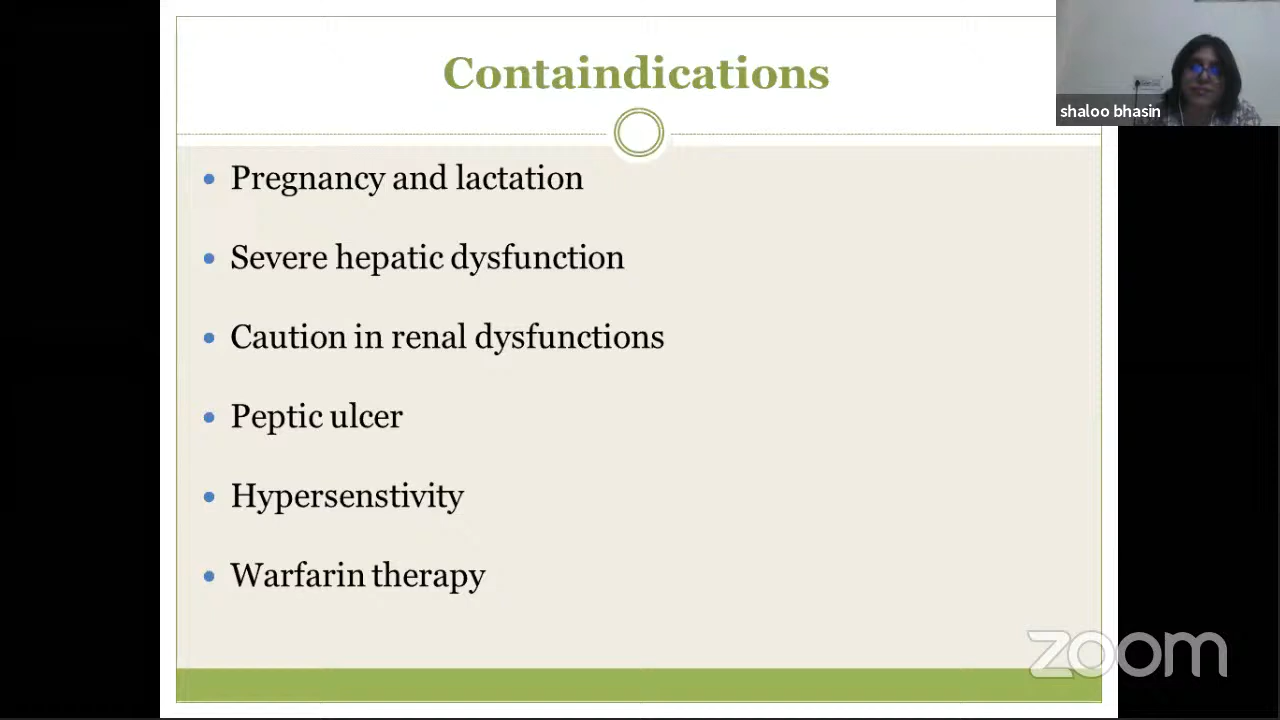 Containdications
shaloo bhasin
Pregnancy and lactation
Severe hepatic dysfunction
Caution in renal dysfunctions
Peptic ulcer
Hypersenstivity
Warfarin therapy
zoom